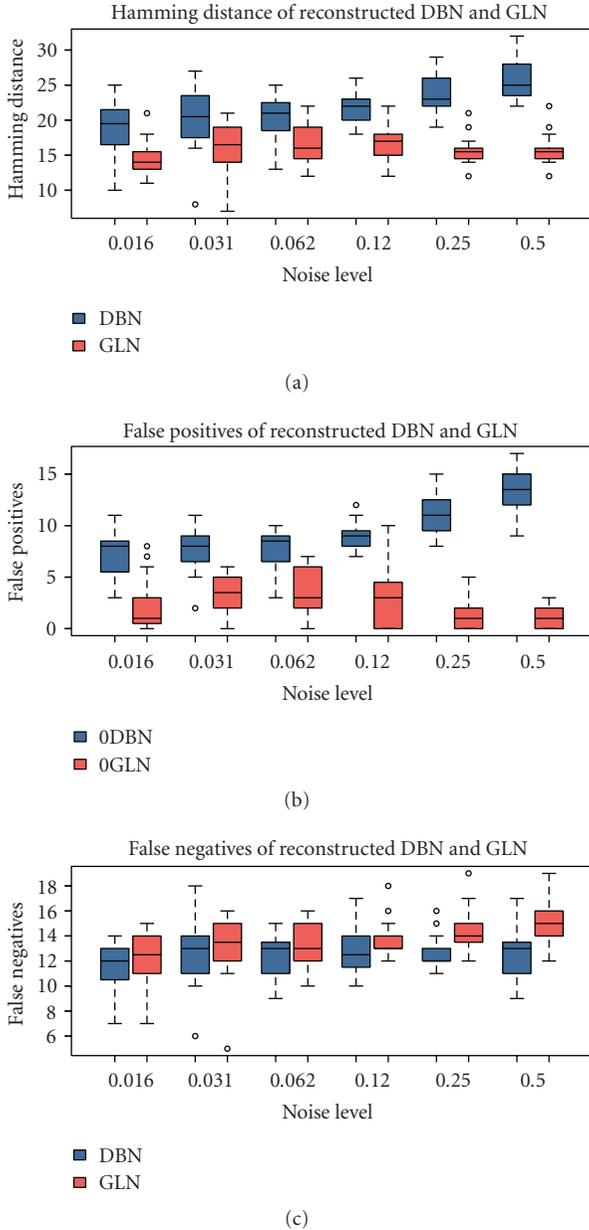 Hamming distance of reconstructed DBN and GLN
Hamming distance
30
25
20
15
10
0.016 0.031 0.062 0.12 0.25 0.5
Noise level
DBN
GLN
(a)
False positives of reconstructed DBN and GLN
False positives
15
10
5
0
0.016 0.031 0.062 0.12 0.25 0.5
Noise level
0DBN
0GLN
(b)
False negatives of reconstructed DBN and GLN
False negatives
18
16
14
12
10
8
6
0.016 0.031 0.062 0.12 0.25 0.5
Noise level
DBN
GLN
(c)